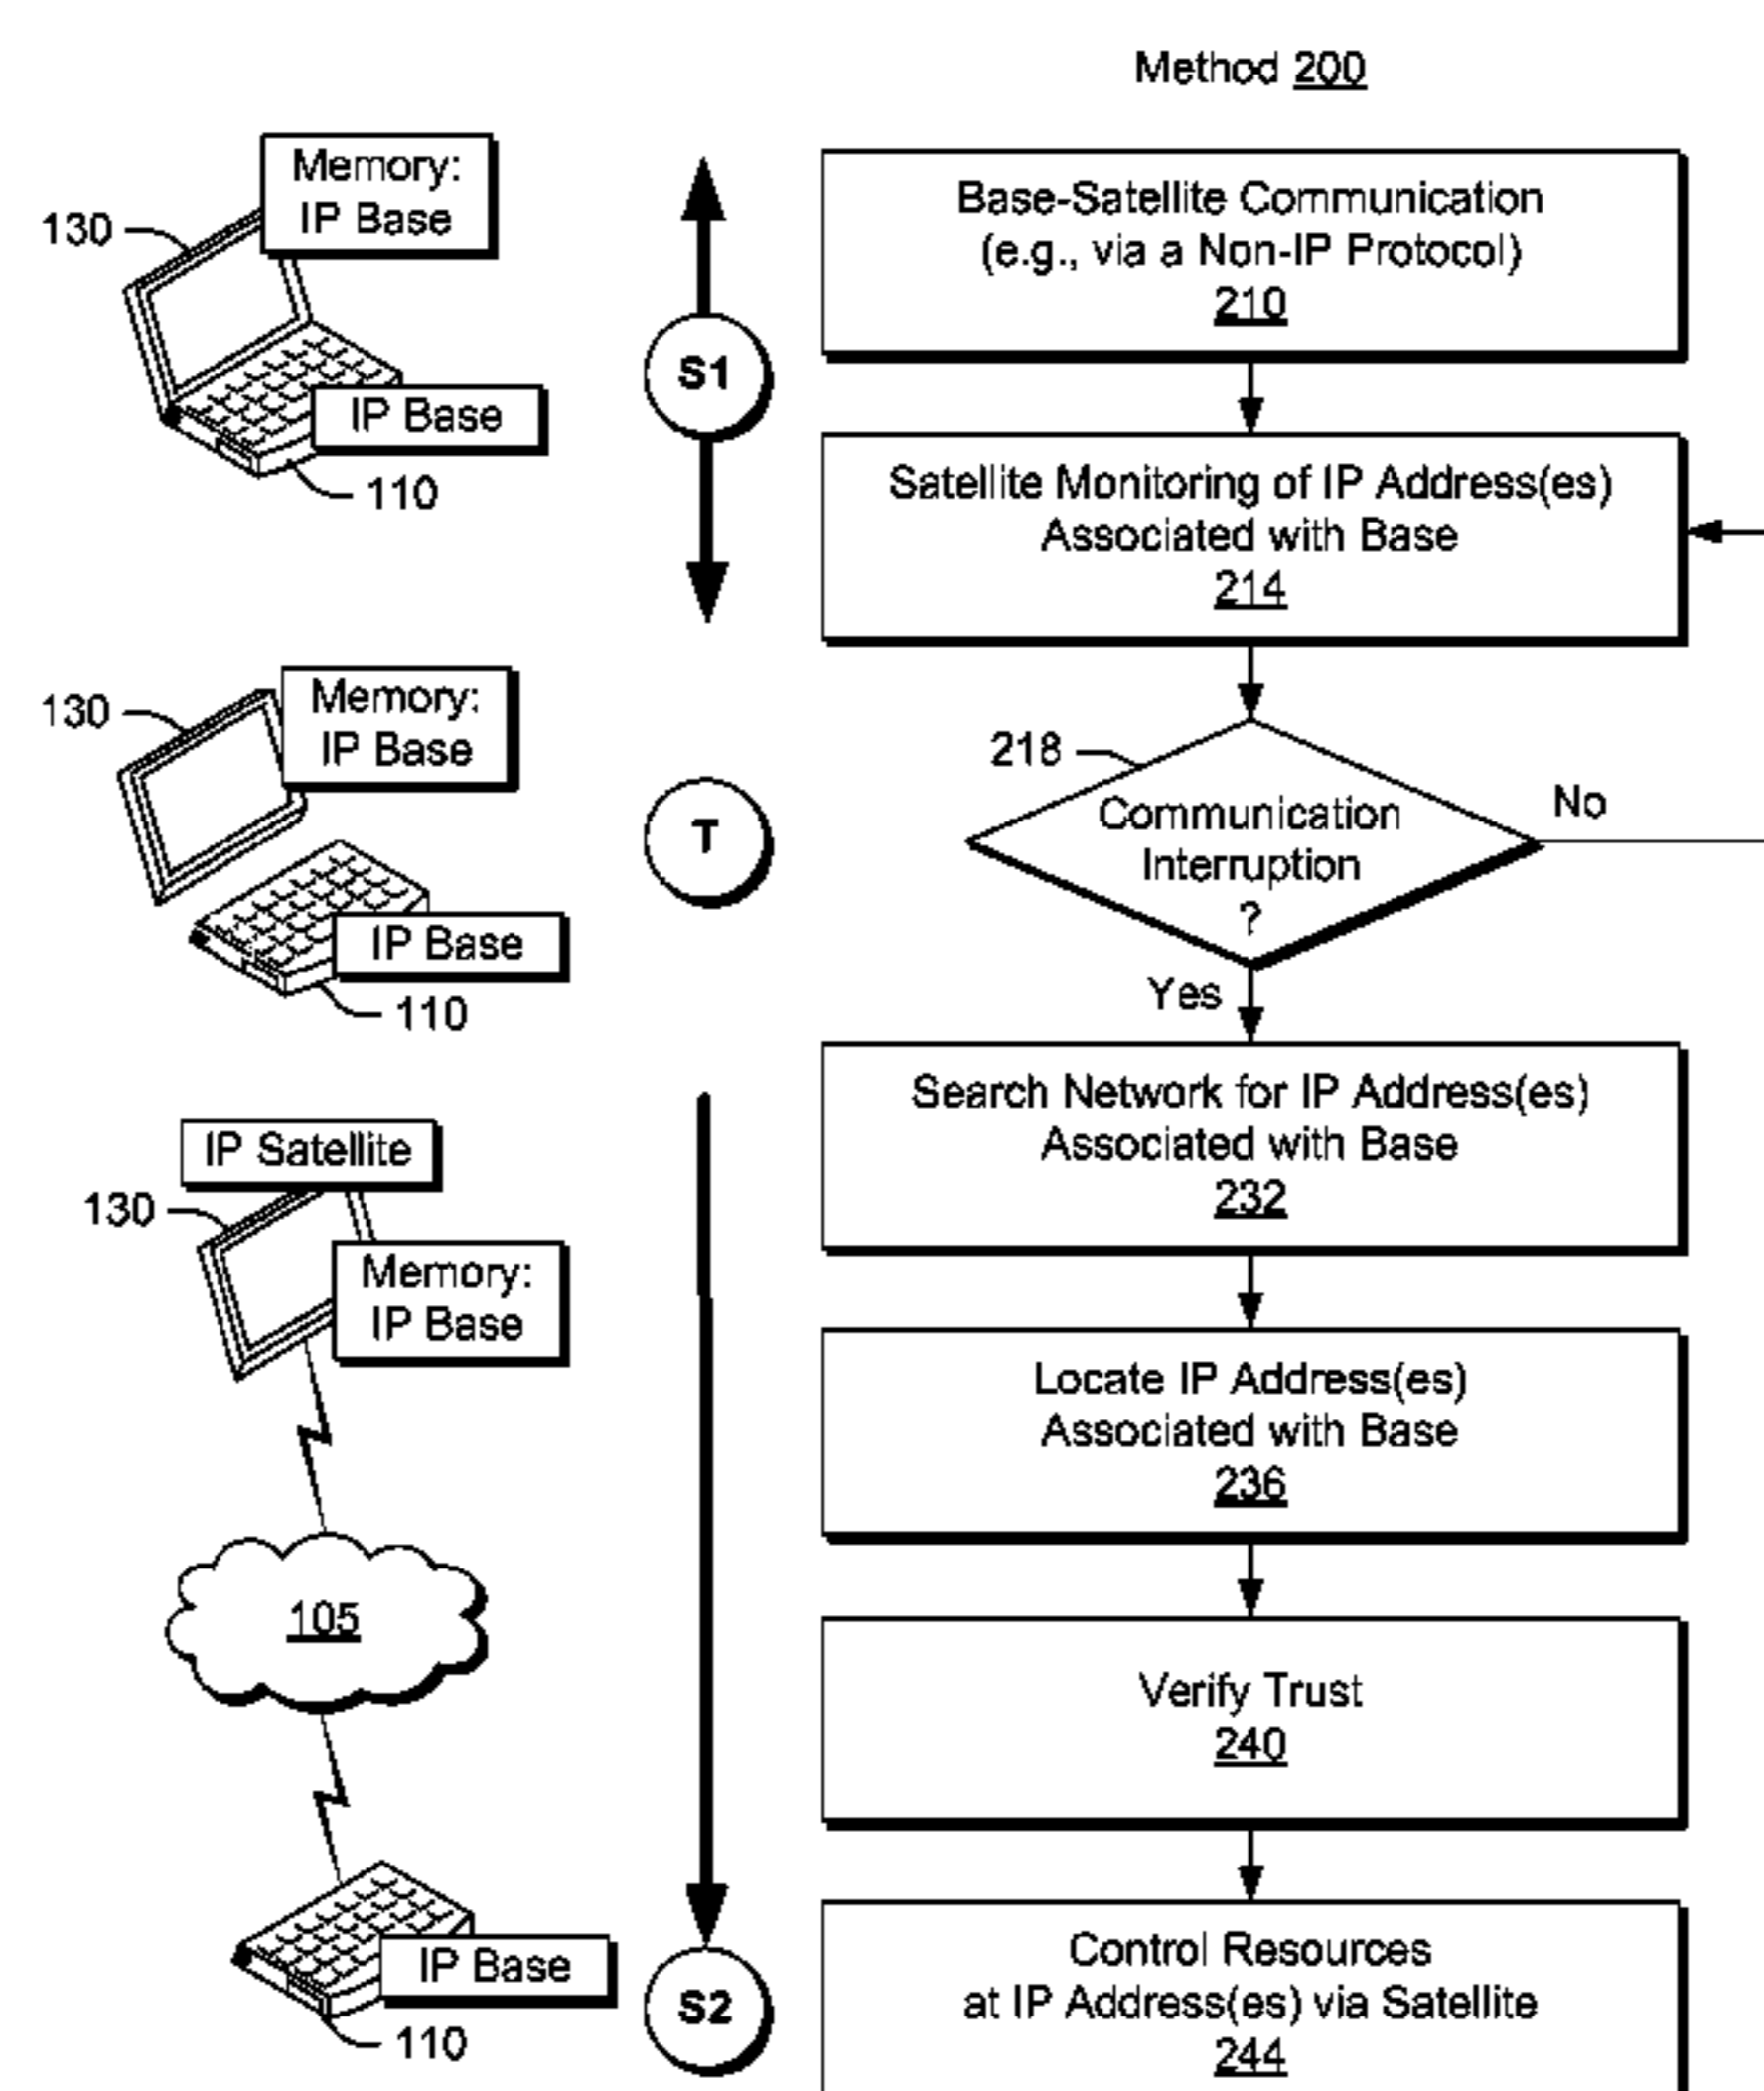 Method 200
Memory:
IP Base
130
IP Base
110
S1
Base-Satellite Communication
(e.g., via a Non-IP Protocol)
210
Satellite Monitoring of IP Address(es)
Associated with Base
214
Memory:
IP Base
130
IP Base
110
T
218
Communication
Interruption
?
No
Yes
Search Network for IP Address(es)
Associated with Base
232
IP Satellite
130
Memory:
IP Base
Locate IP Address(es)
Associated with Base
236
105
Verify Trust
240
IP Base
110
S2
Control Resources
at IP Address(es) via Satellite
244